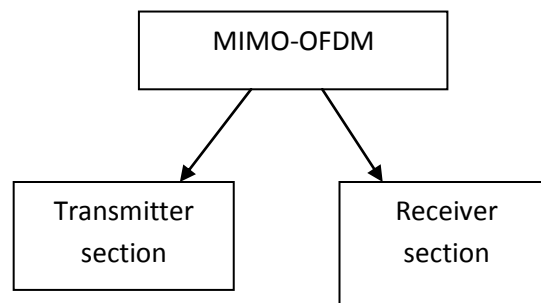 MIMO-OFDM
Transmitter
section
Receiver
section